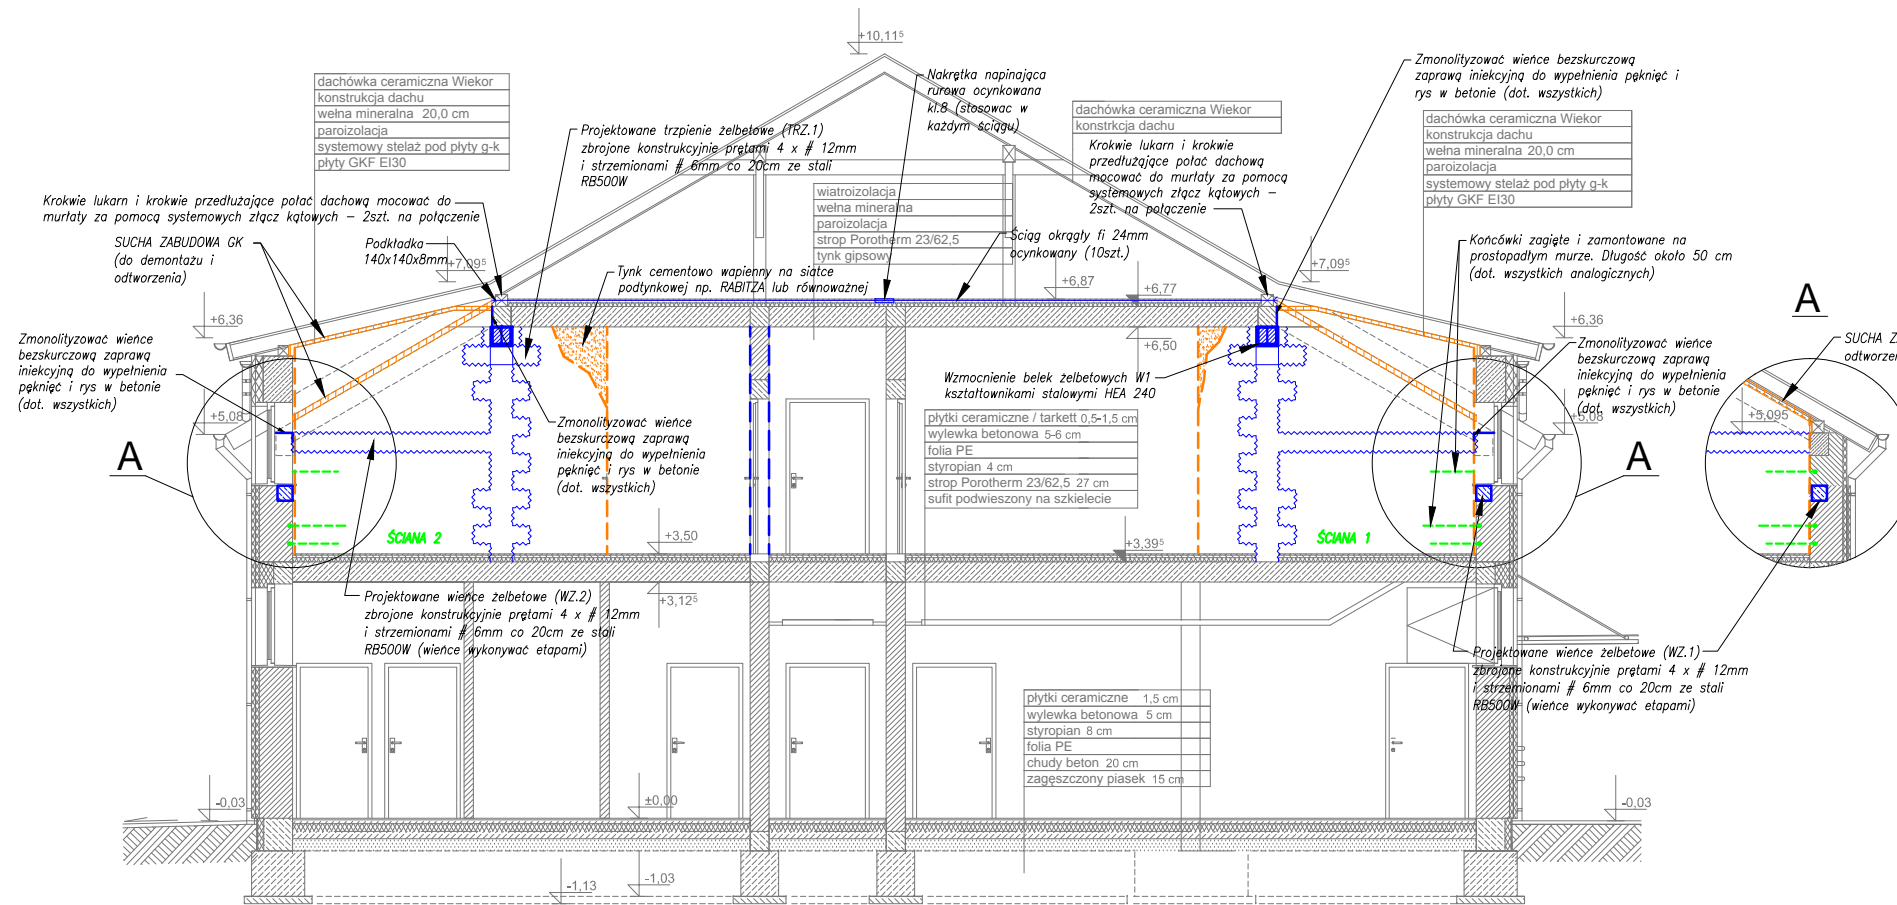 +10,11⁵
dachówka ceramiczna Wiekor
konstrukcja dachu
wełna mineralna 20,0 cm
paroizolacja
systemowy stelaż pod płyty g-k
płyty GKF EI30
Projektowane trzpienie żelbetowe (TRZ.1)
zbrojone konstrukcyjnie prętami 4 x # 12mm
i strzemionami # 6mm co 20cm ze stali
RB500W
Nakrętka napinająca
rurowa ocynkowana
kl.8 (stosowac w
każdym ściągu)
dachówka ceramiczna Wiekor
konstrkcja dachu
Krokwie lukarn i krokwie
przedłużające połać dachową
mocować do murłaty za pomocą
systemowych złącz kątowych –
2szt. na połączenie
Zmonolityzować wieńce bezskurczową
zaprawą iniekcyjną do wypełnienia pęknięć i
rys w betonie (dot. wszystkich)
dachówka ceramiczna Wiekor
konstrukcja dachu
wełna mineralna 20,0 cm
paroizolacja
systemowy stelaż pod płyty g-k
płyty GKF EI30
Krokwie lukarn i krokwie przedłużające połać dachową mocować do
murłaty za pomocą systemowych złącz kątowych – 2szt. na połączenie
SUCHA ZABUDOWA GK
(do demontażu i
odtworzenia)
Podkładka
140x140x8mm
+7,09⁵
wiatroizolacja
wełna mineralna
paroizolacja
strop Porotherm 23/62,5
tynk gipsowy
Ściąg okrągły fi 24mm
ocynkowany (10szt.)
Tynk cementowo wapienny na siatce
podtynkowej np. RABITZA lub równoważnej
+6,87
+6,77
+7,09⁵
Końcówki zagięte i zamontowane na
prostopadłym murze. Długość około 50 cm
(dot. wszystkich analogicznych)
A
+6,36
+6,36
+6,50
Zmonolityzować wieńce
bezskurczową zaprawą
iniekcyjną do wypełnienia
pęknięć i rys w betonie
(dot. wszystkich)
Zmonolityzować wieńce
bezskurczową zaprawą
iniekcyjną do wypełnienia
pęknięć i rys w betonie
(dot. wszystkich)
SUCHA Z
odtworzen
Wzmocnienie belek żelbetowych W1
kształtownikami stalowymi HEA 240
+5,08
+5,08
+5,095
Zmonolityzować wieńce
bezskurczową zaprawą
iniekcyjną do wypełnienia
pęknięć i rys w betonie
(dot. wszystkich)
płytki ceramiczne / tarkett 0,5-1,5 cm
wylewka betonowa 5-6 cm
folia PE
styropian 4 cm
strop Porotherm 23/62,5 27 cm
sufit podwieszony na szkielecie
A
A
ŚCIANA 2
+3,50
+3,39⁵
ŚCIANA 1
+3,12⁵
Projektowane wieńce żelbetowe (WZ.2)
zbrojone konstrukcyjnie prętami 4 x # 12mm
i strzemionami # 6mm co 20cm ze stali
RB500W (wieńce wykonywać etapami)
Projektowane wieńce żelbetowe (WZ.1)
zbrojone konstrukcyjnie prętami 4 x # 12mm
i strzemionami # 6mm co 20cm ze stali
RB500W (wieńce wykonywać etapami)
płytki ceramiczne 1,5 cm
wylewka betonowa 5 cm
styropian 8 cm
folia PE
chudy beton 20 cm
zagęszczony piasek 15 cm
-0,03
±0,00
-0,03
-1,13
-1,03